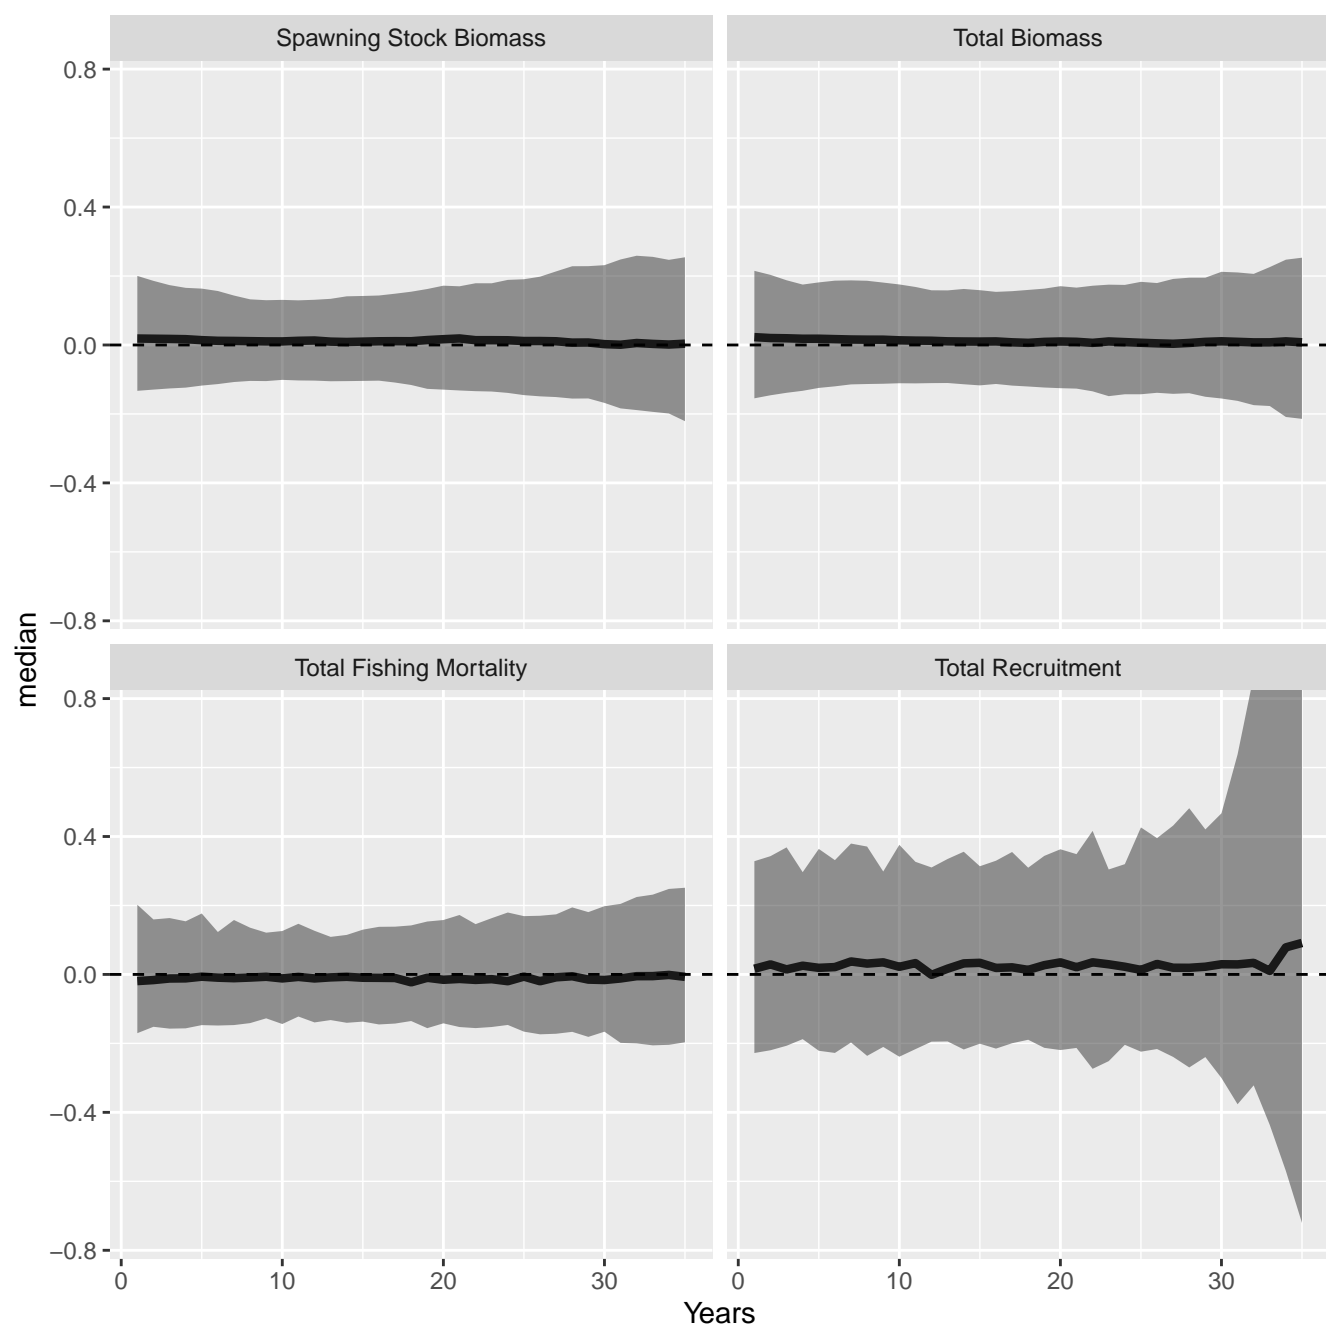 Spawning Stock Biomass
Total Biomass
0.8
0.4
0.0
−0.4
−0.8
median
Total Fishing Mortality
Total Recruitment
0.8
0.4
0.0
−0.4
−0.8
0 10 20 30
0 10 20 30
Years